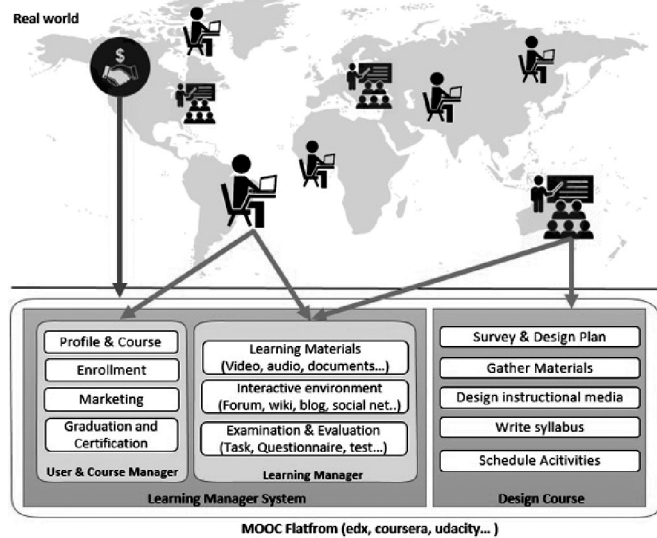 Real world
$
Profile & Course
Enrollment
Marketing
Graduation and
Certification
User & Course Manager
Learning Materials
(Video, audio, documents...)
Interactive environment
(Forum, wiki, blog, social net..)
Examination & Evaluation
(Task, Questionnaire, test...)
Learning Manager
Learning Manager System
Survey & Design Plan
Gather Materials
Design instructional media
Write syllabus
Schedule Acitivities
Design Course
MOOC Flatfrom (edx, coursera, udacity... )